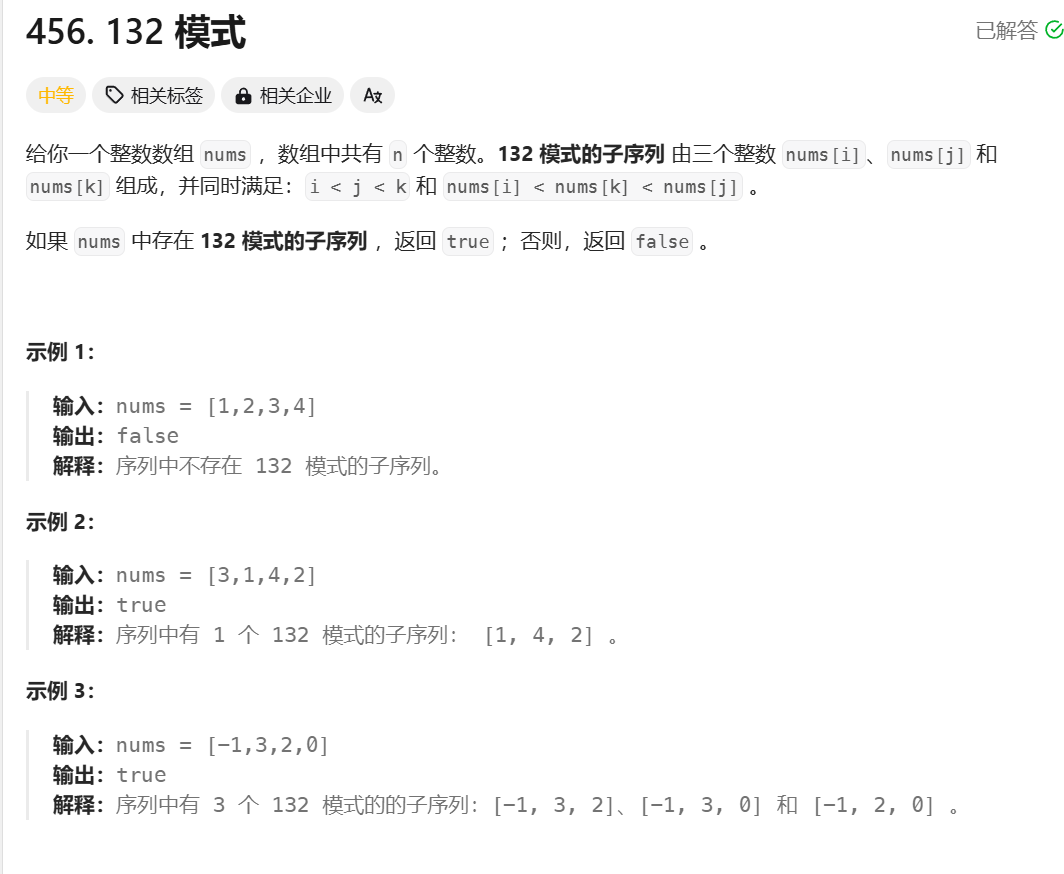 456. 132 模式
已解答
中等
相关标签
相关企业
给你一个整数数组 nums ，数组中共有 n 个整数。132 模式的子序列 由三个整数 nums[i]、nums[j] 和
nums[k] 组成，并同时满足：i < j < k 和 nums[i] < nums[k] < nums[j] 。
如果 nums 中存在 132 模式的子序列 ，返回 true ；否则，返回 false 。
示例 1：
输入：nums = [1,2,3,4]
输出：false
解释：序列中不存在 132 模式的子序列。
示例 2：
输入：nums = [3,1,4,2]
输出：true
解释：序列中有 1 个 132 模式的子序列： [1, 4, 2] 。
示例 3：
输入：nums = [-1,3,2,0]
输出：true
解释：序列中有 3 个 132 模式的的子序列：[-1, 3, 2]、[-1, 3, 0] 和 [-1, 2, 0] 。